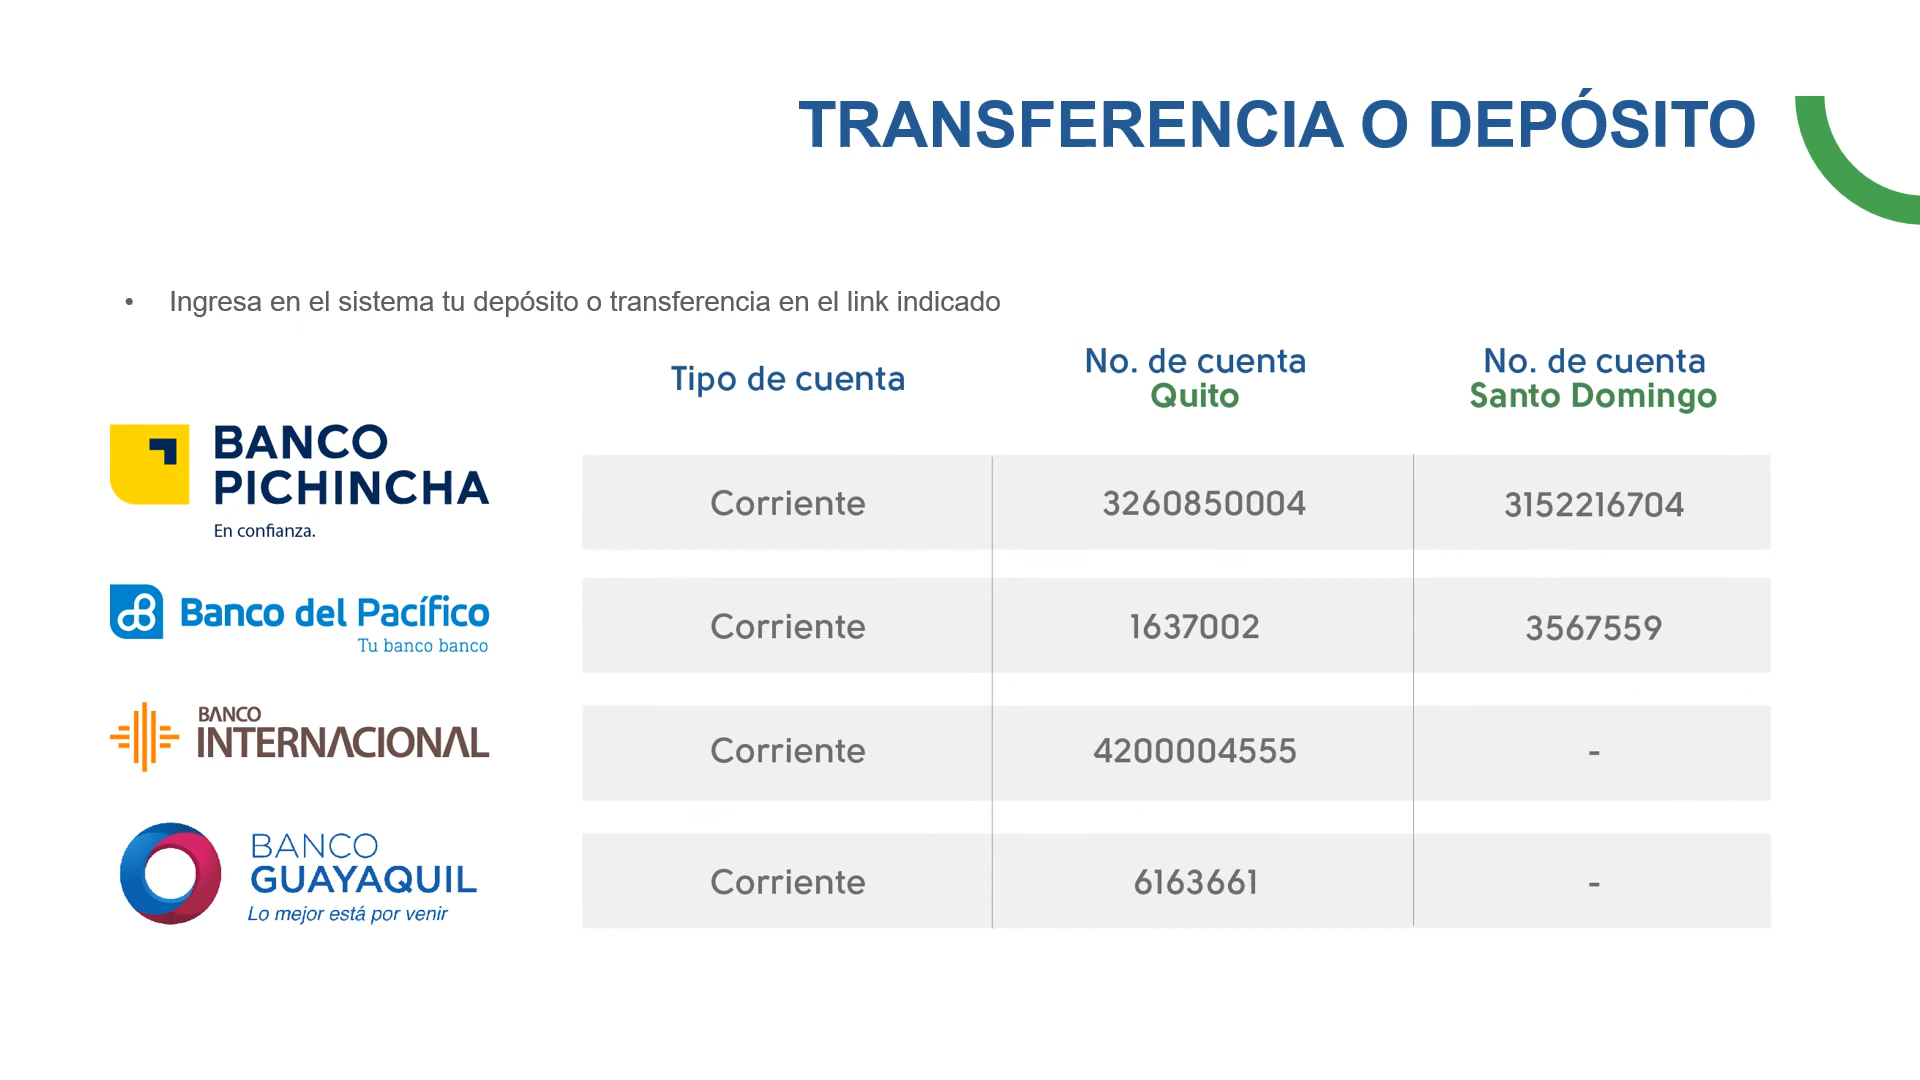 TRANSFERENCIA O DEPÓSITO
• Ingresa en el sistema tu depósito o transferencia en el link indicado
Tipo de cuenta
No. de cuenta
Quito
No. de cuenta
Santo Domingo
BANCO
PICHINCHA
En confianza.
Corriente
3260850004
3152216704
Banco del Pacífico
Tu banco banco
Corriente
1637002
3567559
BANCO
INTERNACIONAL
Corriente
4200004555
-
BANCO
GUAYAQUIL
Lo mejor está por venir
Corriente
6163661
-